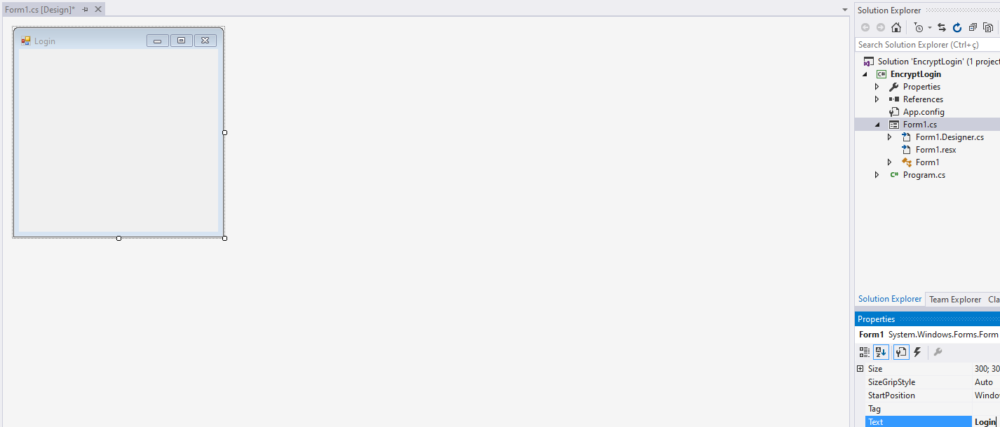 Form1.cs [Design]*
Login
Solution Explorer
Search Solution Explorer (Ctrl+ç)
Solution 'EncryptLogin' (1 project
C# EncryptLogin
Properties
References
App.config
Form1.cs
Form1.Designer.cs
Form1.resx
Form1
C# Program.cs
Solution Explorer Team Explorer Cla
Properties
Form1 System.Windows.Forms.Form
Size 300; 30
SizeGripStyle Auto
StartPosition Windo
Tag
Text Login